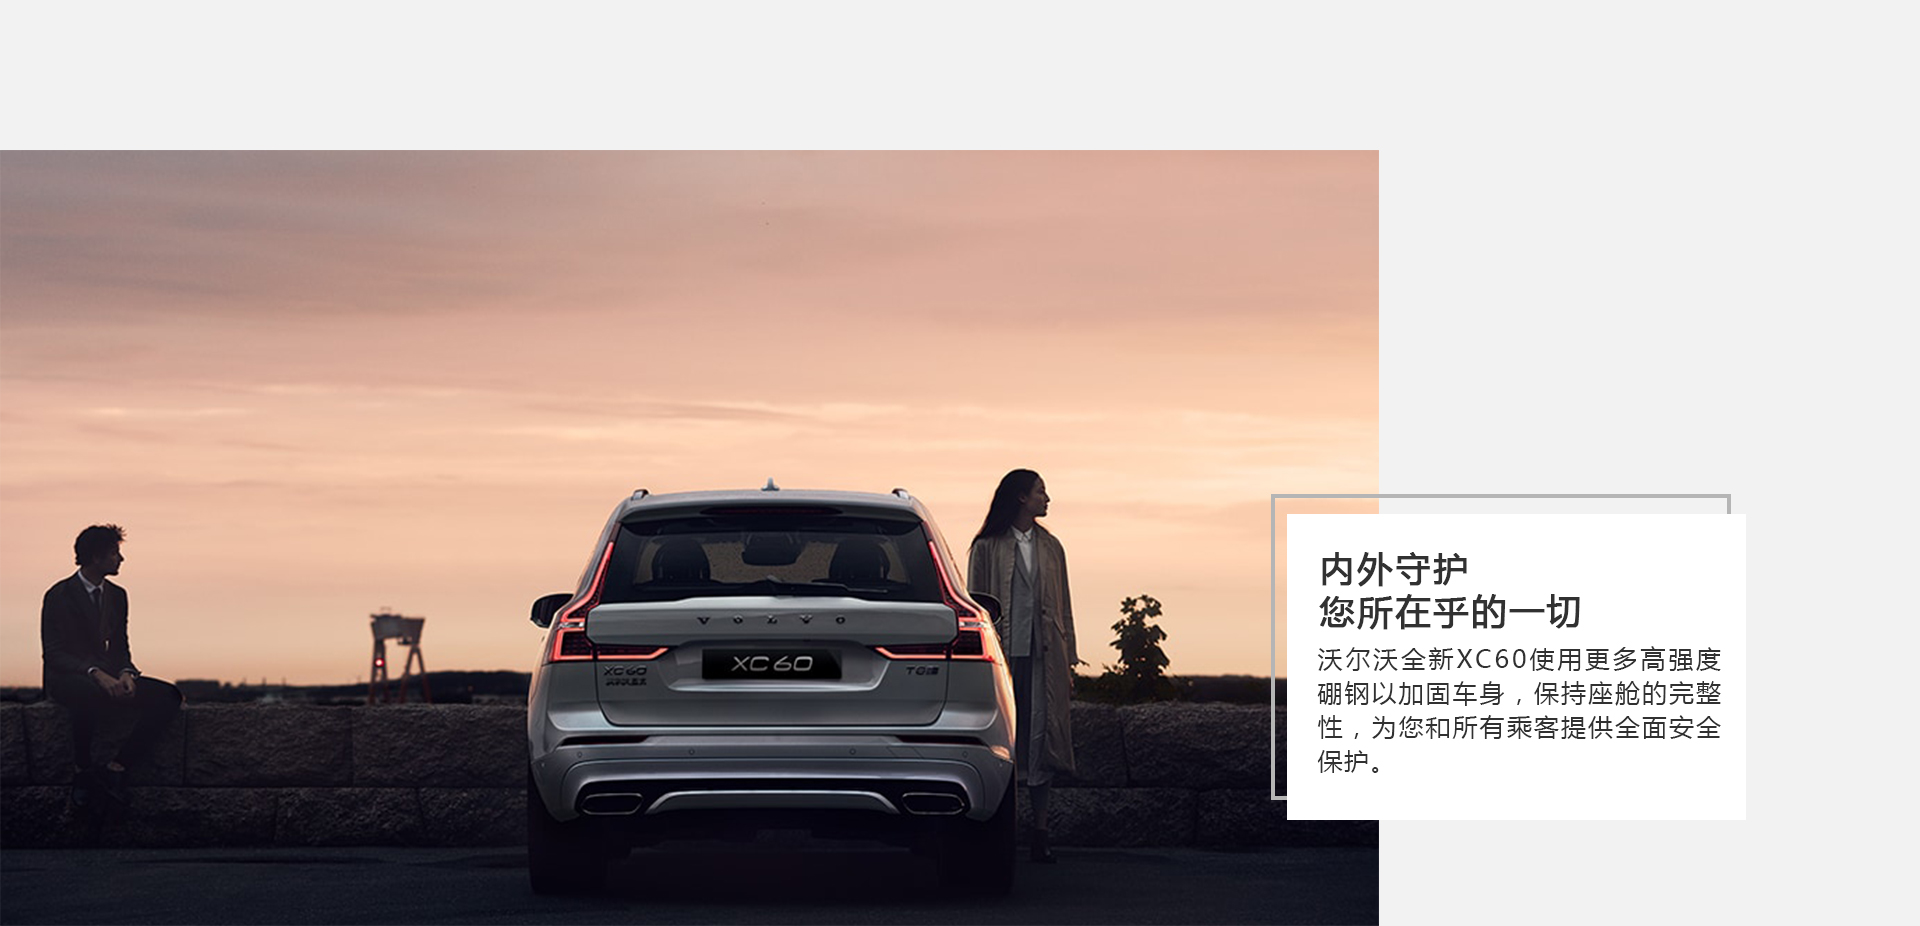 VOLVO
XC60
XC60
内外守护
您所在乎的一切
沃尔沃全新XC60使用更多高强度
硼钢以加固车身，保持座舱的完整
性，为您和所有乘客提供全面安全
保护。